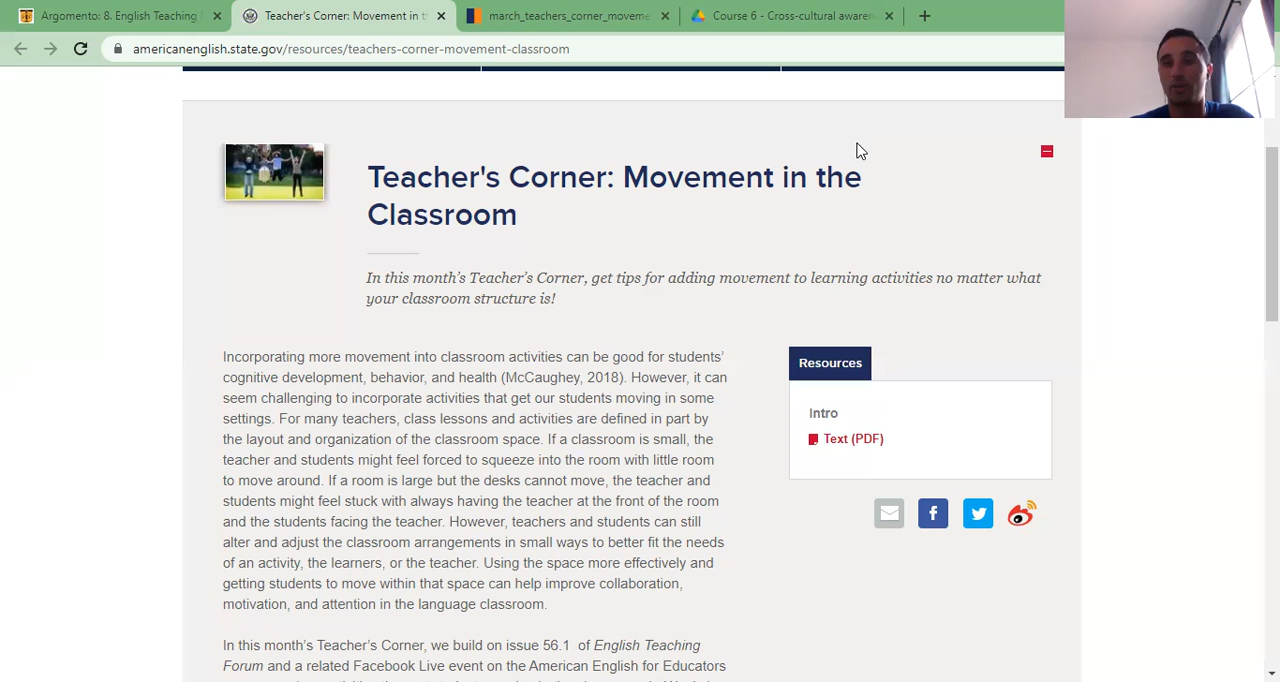 Argomento: 8. English Teaching
Teacher's Corner: Movement in t
march_teachers_corner_moveme
Course 6 - Cross-cultural awaren
americanenglish.state.gov/resources/teachers-corner-movement-classroom
Teacher's Corner: Movement in the
Classroom
In this month's Teacher's Corner, get tips for adding movement to learning activities no matter what
your classroom structure is!
Incorporating more movement into classroom activities can be good for students'
cognitive development, behavior, and health (McCaughey, 2018). However, it can
seem challenging to incorporate activities that get our students moving in some
settings. For many teachers, class lessons and activities are defined in part by
the layout and organization of the classroom space. If a classroom is small, the
teacher and students might feel forced to squeeze into the room with little room
to move around. If a room is large but the desks cannot move, the teacher and
students might feel stuck with always having the teacher at the front of the room
and the students facing the teacher. However, teachers and students can still
alter and adjust the classroom arrangements in small ways to better fit the needs
of an activity, the learners, or the teacher. Using the space more effectively and
getting students to move within that space can help improve collaboration,
motivation, and attention in the language classroom.
In this month's Teacher's Corner, we build on issue 56.1 of English Teaching
Forum and a related Facebook Live event on the American English for Educators
Resources
Intro
Text (PDF)